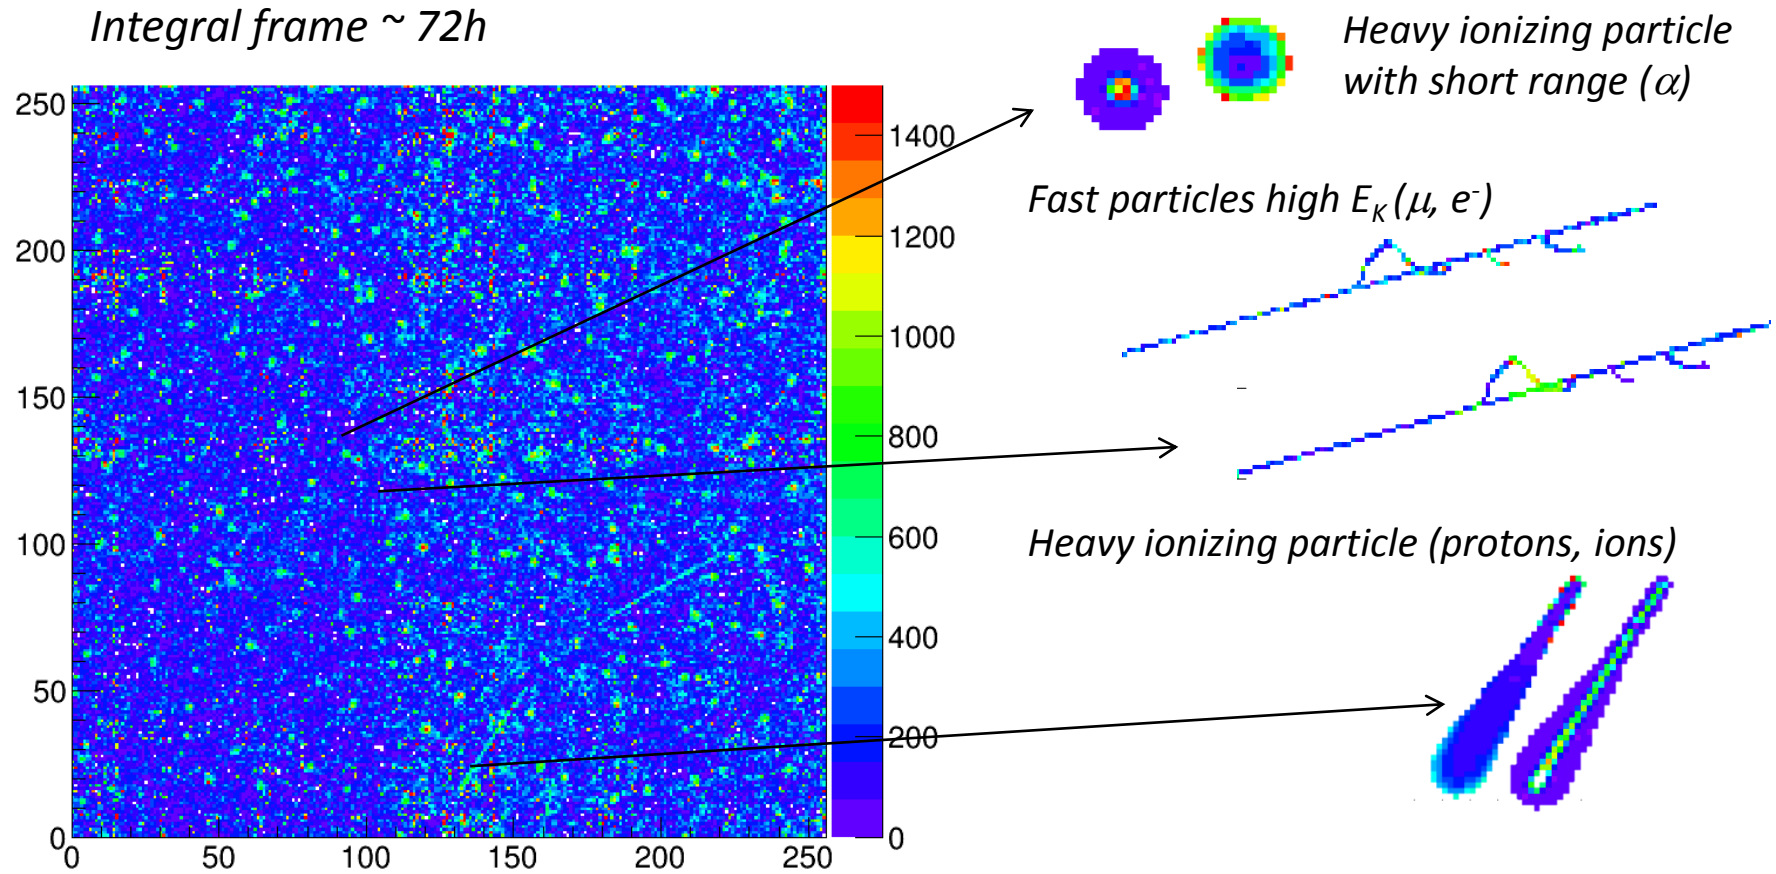 Integral frame ~ 72h
Heavy ionizing particle
with short range (α)
Fast particles high E_K (μ, e⁻)
Heavy ionizing particle (protons, ions)
250
200
150
100
50
0
0 50 100 150 200 250
1400
1200
1000
800
600
400
200
0